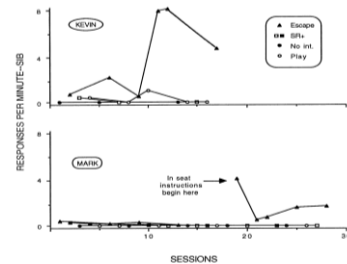 8
KEVIN
4
0
Escape
SR+
No int.
Play
RESPONSES PER MINUTE–SIB
8
MARK
In seat
instructions
begin here
4
0
0
10
20
SESSIONS